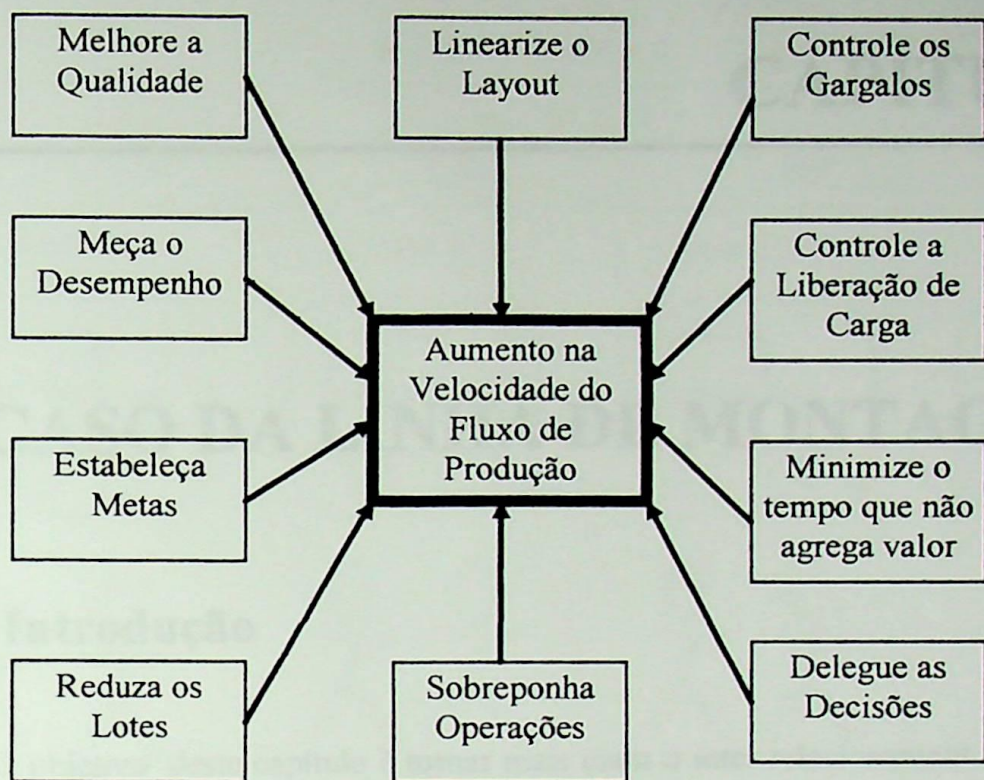 Melhore a
Qualidade
Linearize o
Layout
Controle os
Gargalos
Meça o
Desempenho
Controle a
Liberação de
Carga
Aumento na
Velocidade do
Fluxo de
Produção
Estabeleça
Metas
Minimize o
tempo que não
agrega valor
Reduza os
Lotes
Sobreponha
Operações
Delegue as
Decisões
Introdução